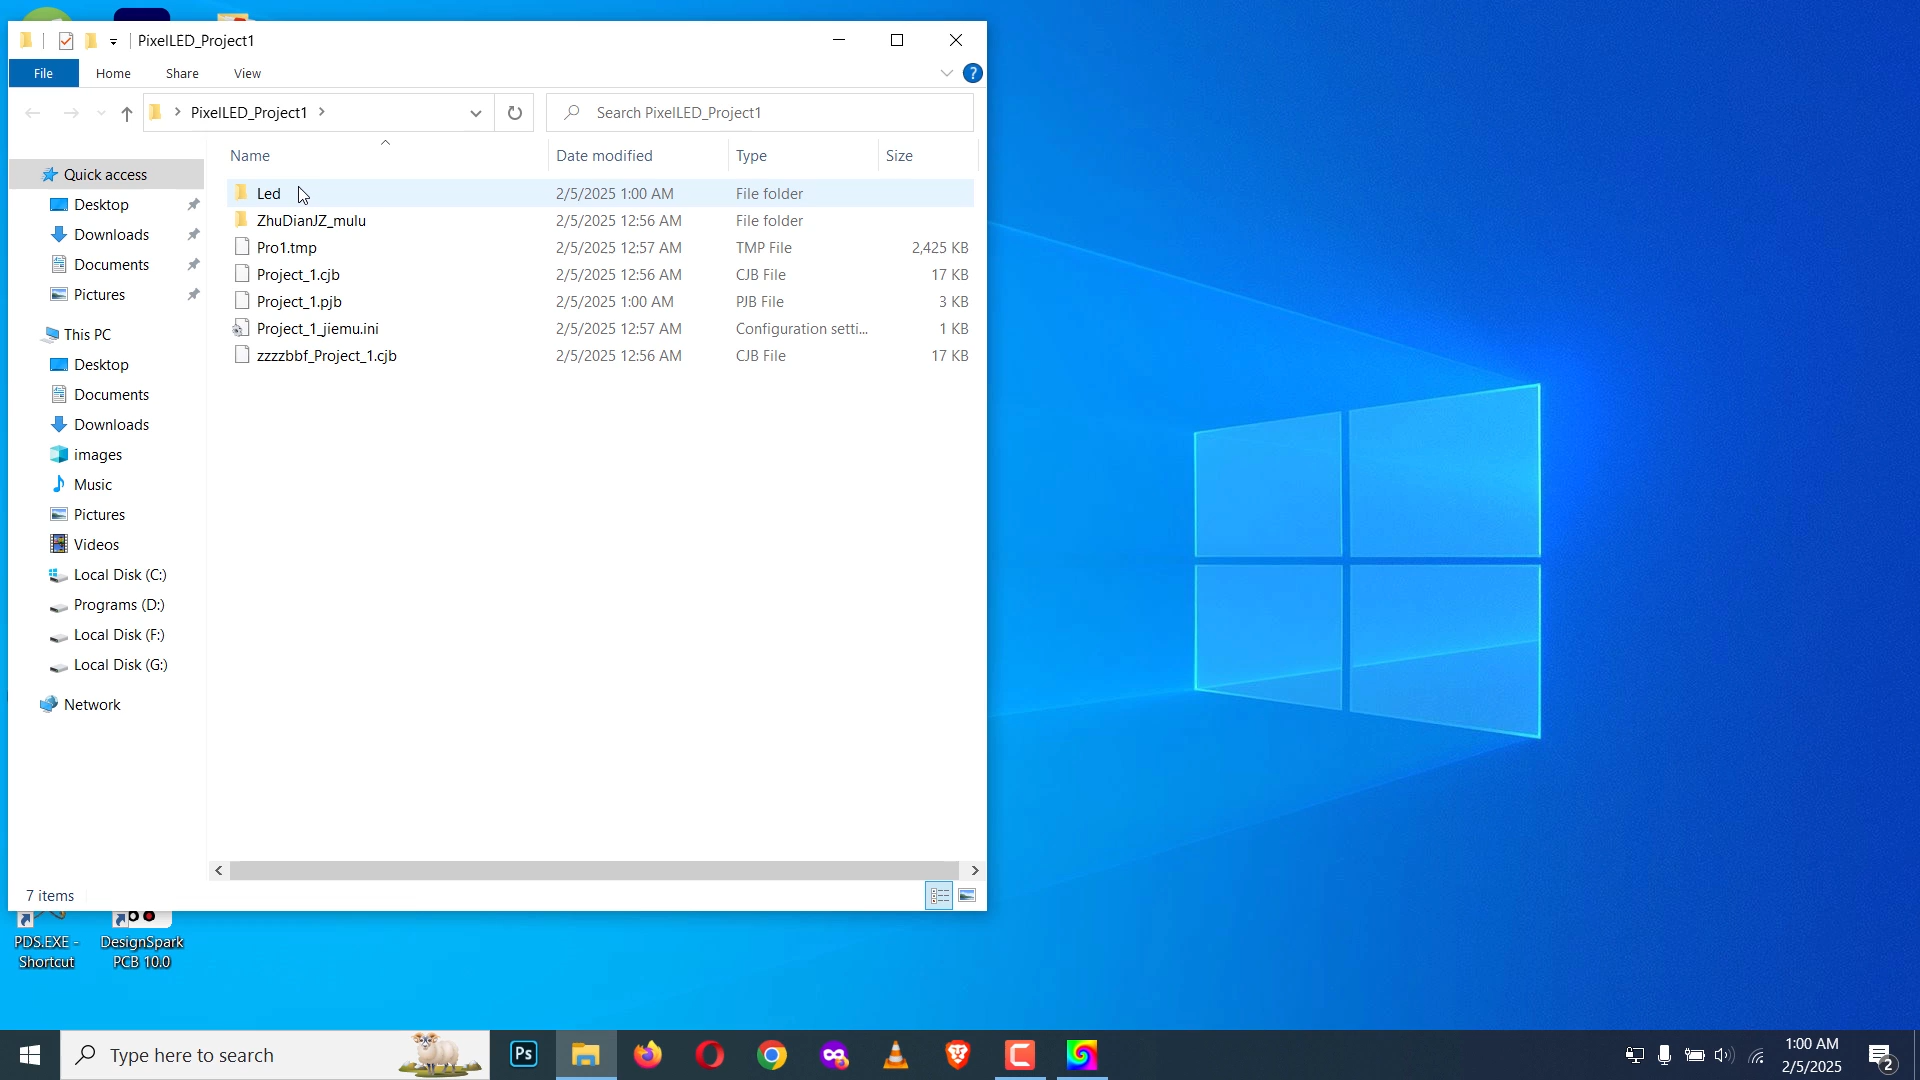 PixelLED_Project1
File Home Share View ?
PixelLED_Project1 Search PixelLED_Project1
Name Date modified Type Size
Quick access
Desktop
Downloads
Documents
Pictures
This PC
Desktop
Documents
Downloads
images
Music
Pictures
Videos
Local Disk (C:)
Programs (D:)
Local Disk (F:)
Local Disk (G:)
Network
Led 2/5/2025 1:00 AM File folder
ZhuDianJZ_mulu 2/5/2025 12:56 AM File folder
Pro1.tmp 2/5/2025 12:57 AM TMP File 2,425 KB
Project_1.cjb 2/5/2025 12:56 AM CJB File 17 KB
Project_1.pjb 2/5/2025 1:00 AM PJB File 3 KB
Project_1_jiemu.ini 2/5/2025 12:57 AM Configuration setti... 1 KB
zzzzbbf_Project_1.cjb 2/5/2025 12:56 AM CJB File 17 KB
7 items
PDS.EXE -
Shortcut
DesignSpark
PCB 10.0
Type here to search
Ps
1:00 AM
2/5/2025
2